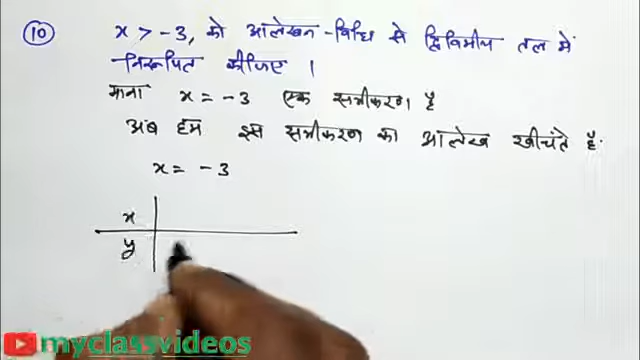 (10) x > -3, को आलेखन-विधि से द्विविमीय तल में
निरूपित कीजिए ।
माना x = -3 एक समीकरण है
अब हम इस समीकरण का आलेख खींचते है.
x = -3
x
y
myclassvideos